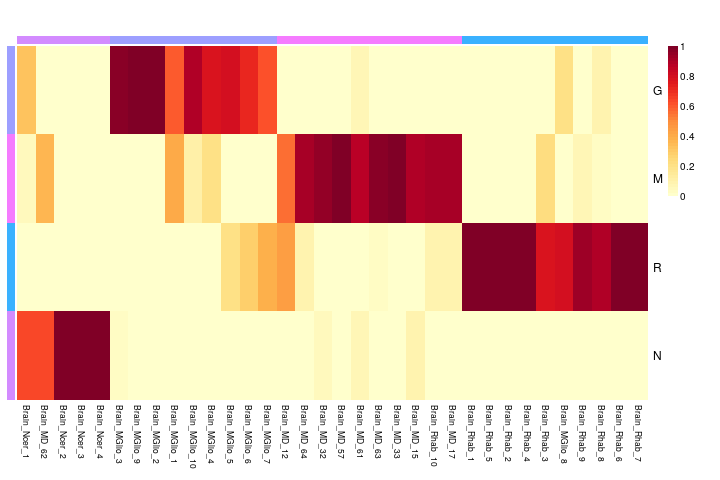 1
0.8
0.6
0.4
0.2
0
G
M
R
N
Brain_Ncer_1
Brain_MD_62
Brain_Ncer_2
Brain_Ncer_3
Brain_Ncer_4
Brain_MGlio_3
Brain_MGlio_9
Brain_MGlio_2
Brain_MGlio_1
Brain_MGlio_10
Brain_MGlio_4
Brain_MGlio_5
Brain_MGlio_6
Brain_MGlio_7
Brain_MD_12
Brain_MD_64
Brain_MD_32
Brain_MD_57
Brain_MD_61
Brain_MD_63
Brain_MD_33
Brain_MD_15
Brain_Rhab_10
Brain_MD_17
Brain_Rhab_1
Brain_Rhab_5
Brain_Rhab_2
Brain_Rhab_4
Brain_Rhab_3
Brain_MGlio_8
Brain_Rhab_9
Brain_Rhab_8
Brain_Rhab_6
Brain_Rhab_7